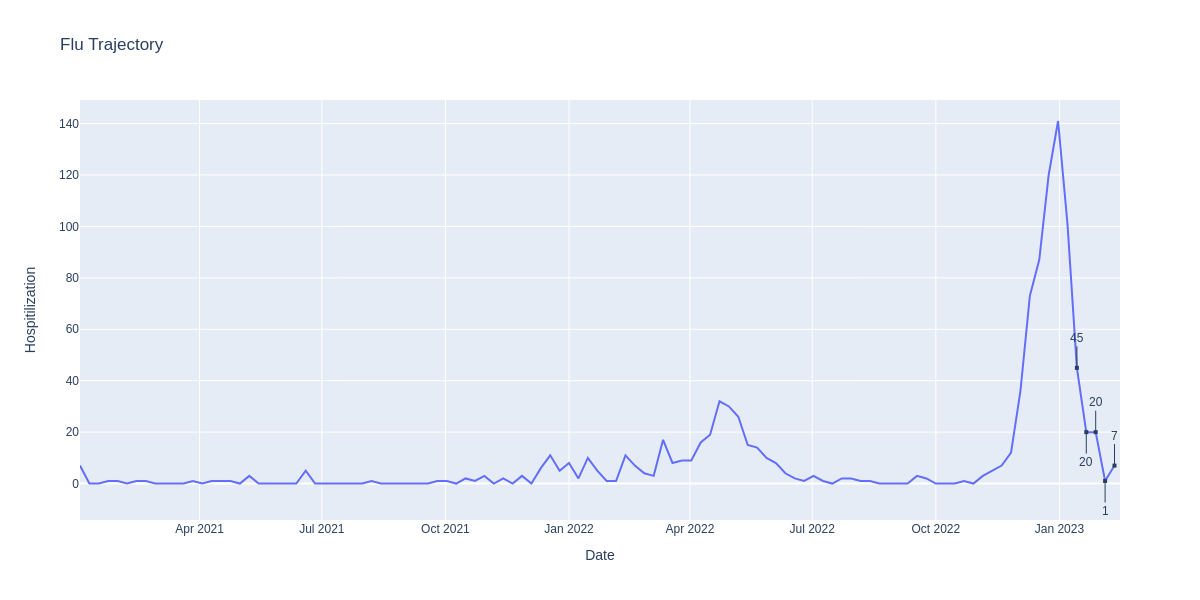 Flu Trajectory
140
120
100
80
60
40
20
0
Hospitilization
45
20
20
7
1
Apr 2021
Jul 2021
Oct 2021
Jan 2022
Apr 2022
Jul 2022
Oct 2022
Jan 2023
Date